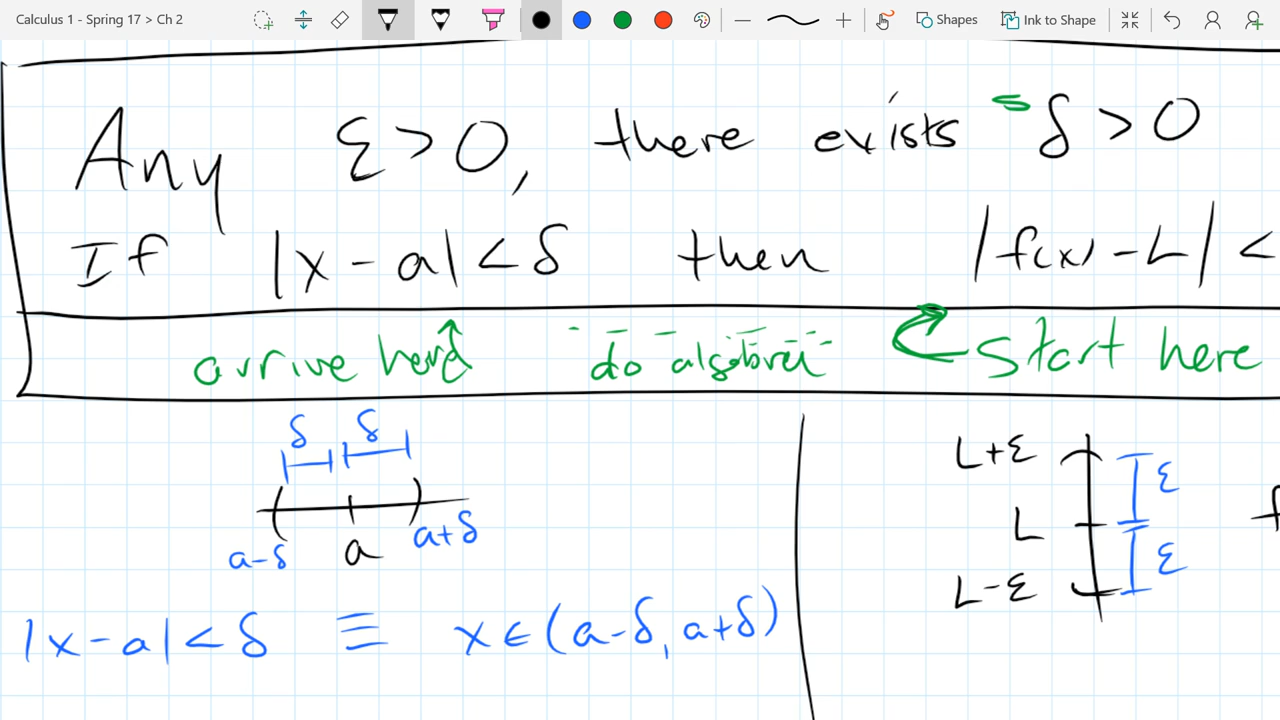 Calculus 1 - Spring 17 > Ch 2
Shapes
Ink to Shape
Any ε > 0, there exists δ > 0
If |x - a| < δ then |f(x) - L| <
arrive here do algebra Start here
δ δ
a-δ a a+δ
|x - a| < δ ≡ x ∈ (a-δ, a+δ)
L+ε ε
L
L-ε ε